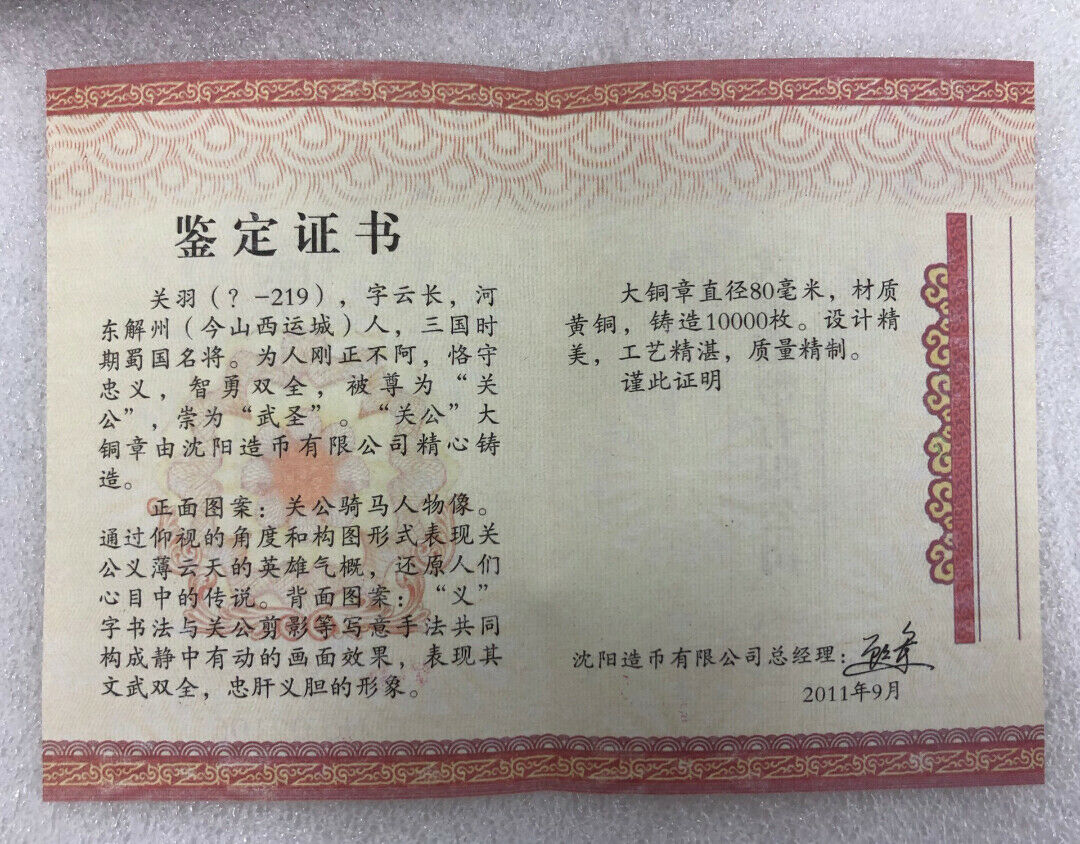 鉴定证书
关羽（？-219），字云长，河
东解州（今山西运城）人，三国时
期蜀国名将。为人刚正不阿，恪守
忠义，智勇双全，被尊为“关
公”，崇为“武圣”。“关公”大
铜章由沈阳造币有限公司精心铸
造。
正面图案：关公骑马人物像。
通过仰视的角度和构图形式表现关
公义薄云天的英雄气概，还原人们
心目中的传说。背面图案：“义”
字书法与关公剪影等写意手法共同
构成静中有动的画面效果，表现其
文武双全，忠肝义胆的形象。
大铜章直径80毫米，材质
黄铜，铸造10000枚。设计精
美，工艺精湛，质量精制。
谨此证明
沈阳造币有限公司总经理：
2011年9月